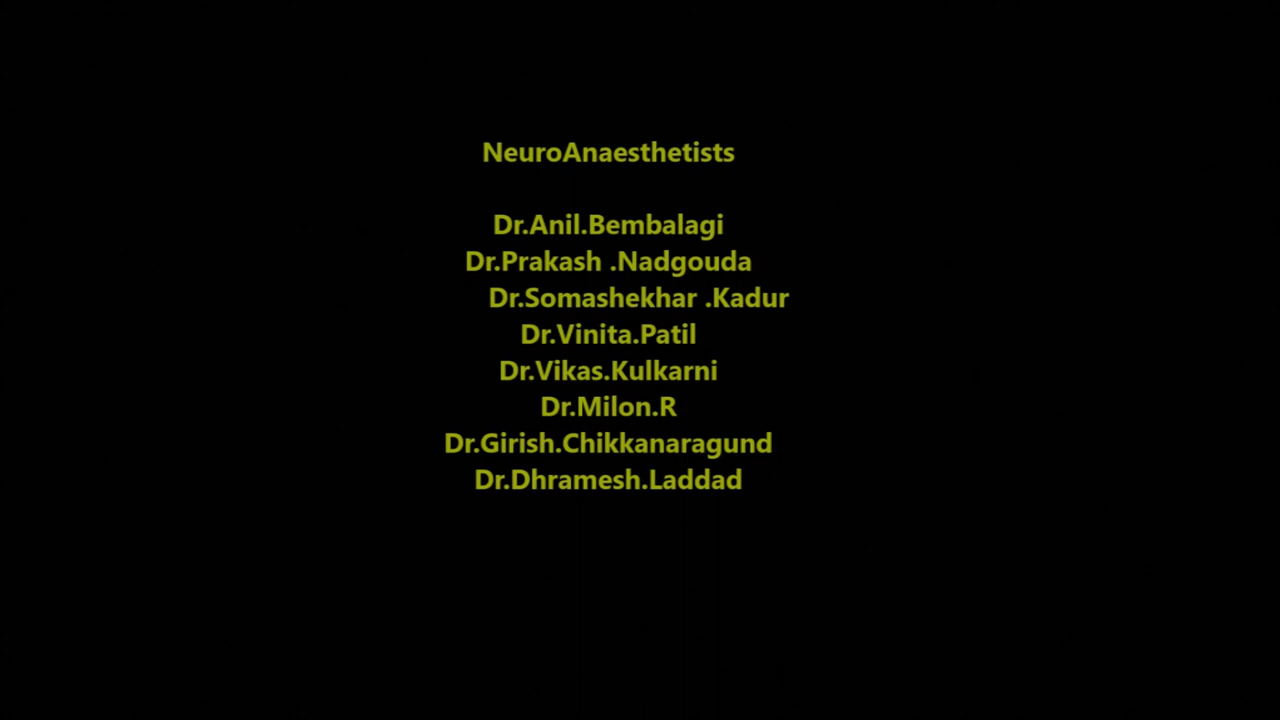 NeuroAnaesthetists
Dr.Anil.Bembalagi
Dr.Prakash .Nadgouda
Dr.Somashekhar .Kadur
Dr.Vinita.Patil
Dr.Vikas.Kulkarni
Dr.Milon.R
Dr.Girish.Chikkanaragund
Dr.Dhramesh.Laddad